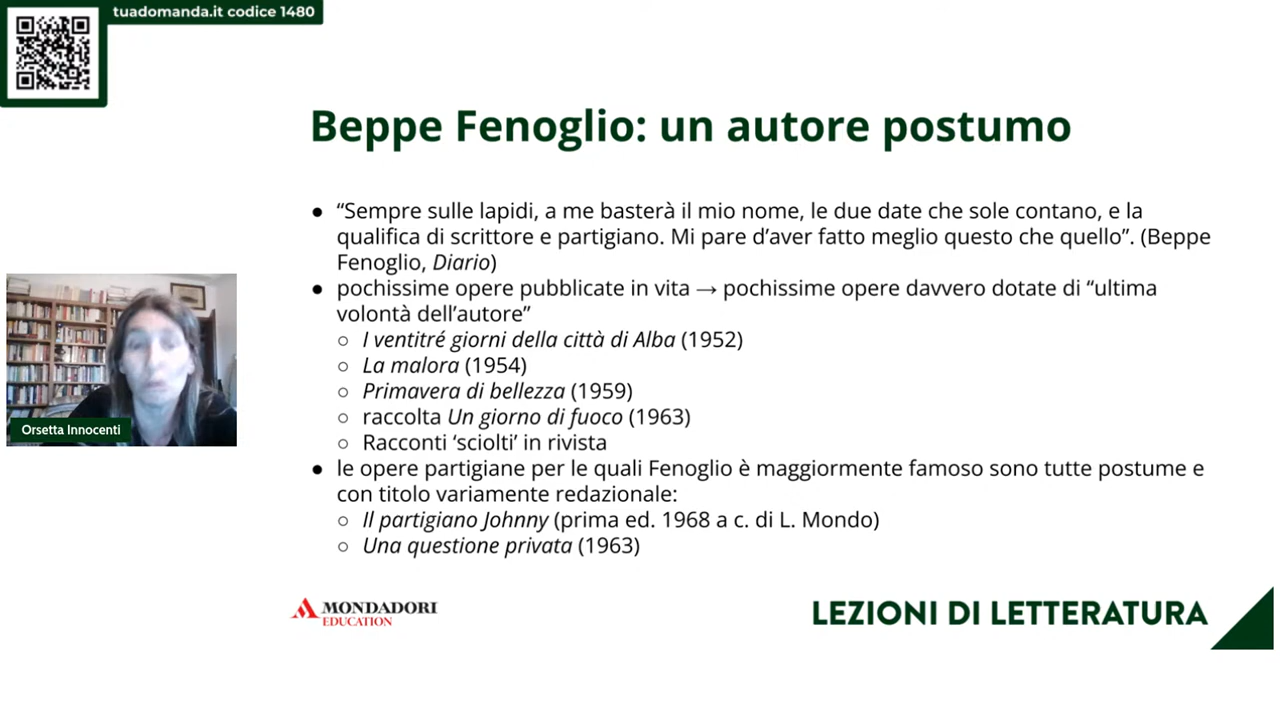 tuadomanda.it codice 1480
Beppe Fenoglio: un autore postumo
● “Sempre sulle lapidi, a me basterà il mio nome, le due date che sole contano, e la
qualifica di scrittore e partigiano. Mi pare d’aver fatto meglio questo che quello”. (Beppe
Fenoglio, Diario)
● pochissime opere pubblicate in vita → pochissime opere davvero dotate di “ultima
volontà dell’autore”
○ I ventitré giorni della città di Alba (1952)
○ La malora (1954)
○ Primavera di bellezza (1959)
○ raccolta Un giorno di fuoco (1963)
○ Racconti ‘sciolti’ in rivista
● le opere partigiane per le quali Fenoglio è maggiormente famoso sono tutte postume e
con titolo variamente redazionale:
○ Il partigiano Johnny (prima ed. 1968 a c. di L. Mondo)
○ Una questione privata (1963)
Orsetta Innocenti
MONDADORI
EDUCATION
LEZIONI DI LETTERATURA